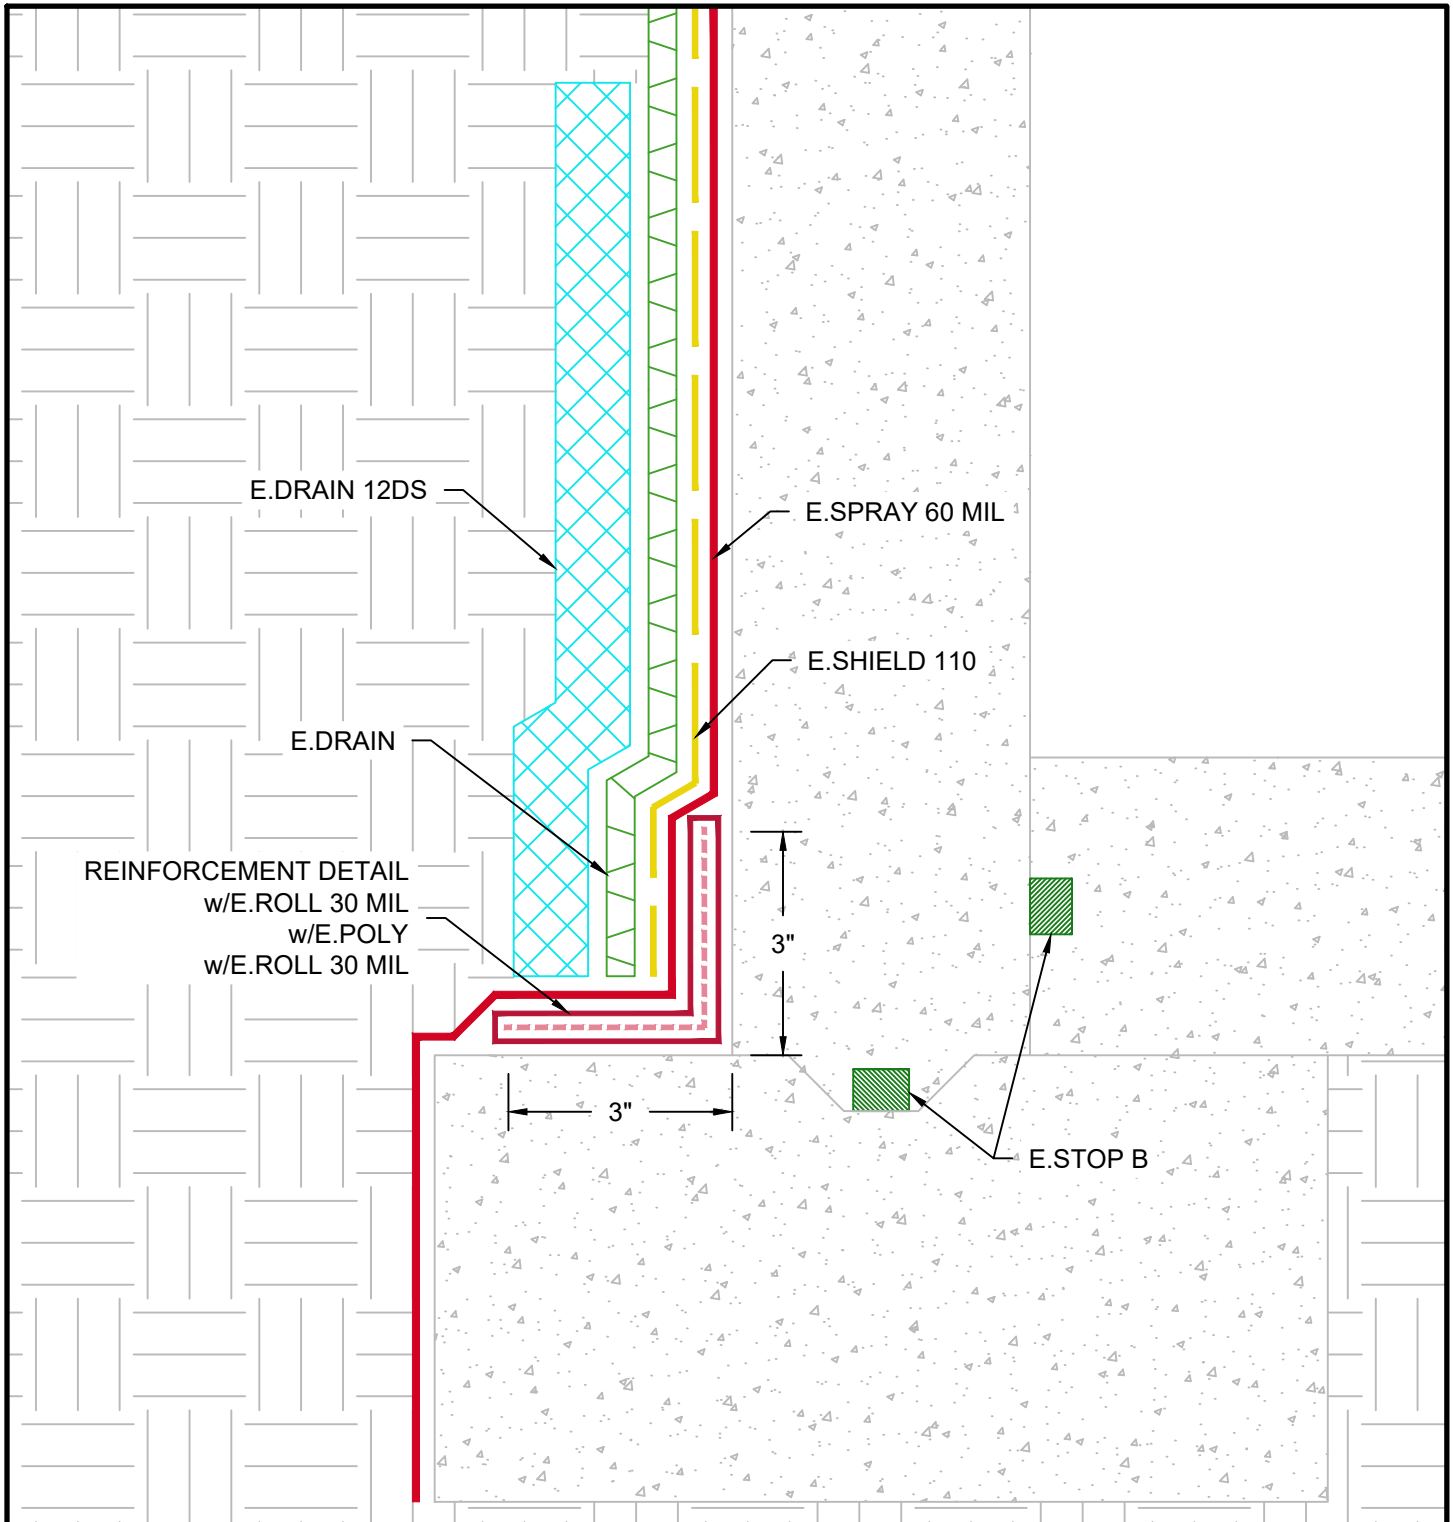 E.DRAIN 12DS
E.SPRAY 60 MIL
E.SHIELD 110
E.DRAIN
REINFORCEMENT DETAIL
w/E.ROLL 30 MIL
w/E.POLY
w/E.ROLL 30 MIL
3"
3"
E.STOP B